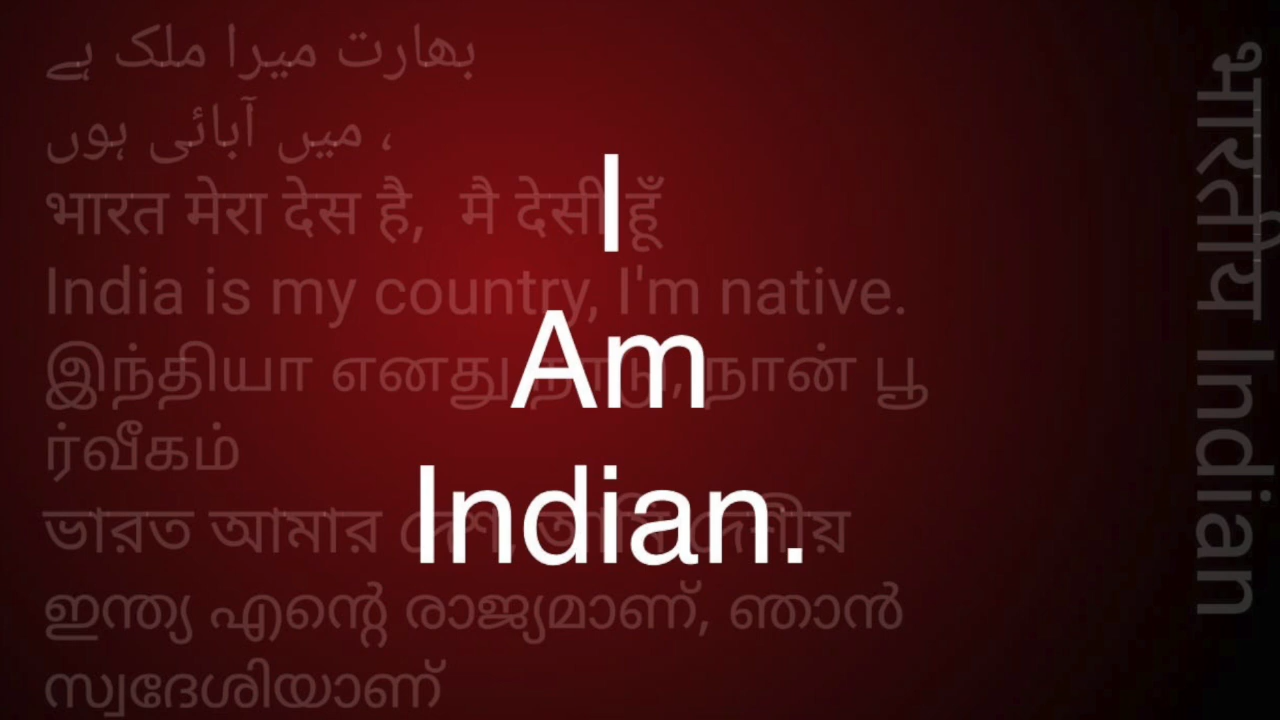 بھارت میرا ملک ہے
، میں آبائی ہوں
भारत मेरा देस है, मै देसी हूँ
India is my country, I'm native.
இந்தியா எனது நாடு, நான் பூ
ர்வீகம்
ভারত আমার দেশ, আমি দেশীয়
ഇന്ത്യ എന്റെ രാജ്യമാണ്, ഞാൻ
സ്വദേശിയാണ്
I
Am
Indian.
भारतीय Indian